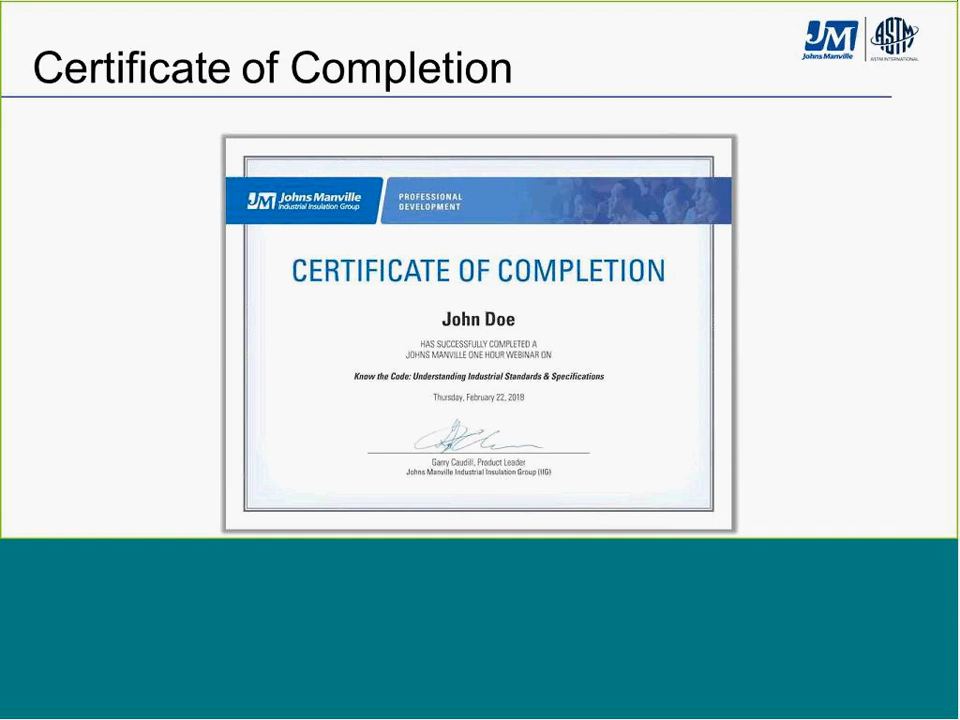 Certificate of Completion
JM
Johns Manville
ASTM
ASTM INTERNATIONAL
JM Johns Manville
Industrial Insulation Group
PROFESSIONAL
DEVELOPMENT
CERTIFICATE OF COMPLETION
John Doe
HAS SUCCESSFULLY COMPLETED A
JOHNS MANVILLE ONE HOUR WEBINAR ON
Know the Code: Understanding Industrial Standards & Specifications
Thursday, February 22, 2018
Garry Caudill, Product Leader
Johns Manville Industrial Insulation Group (IIG)